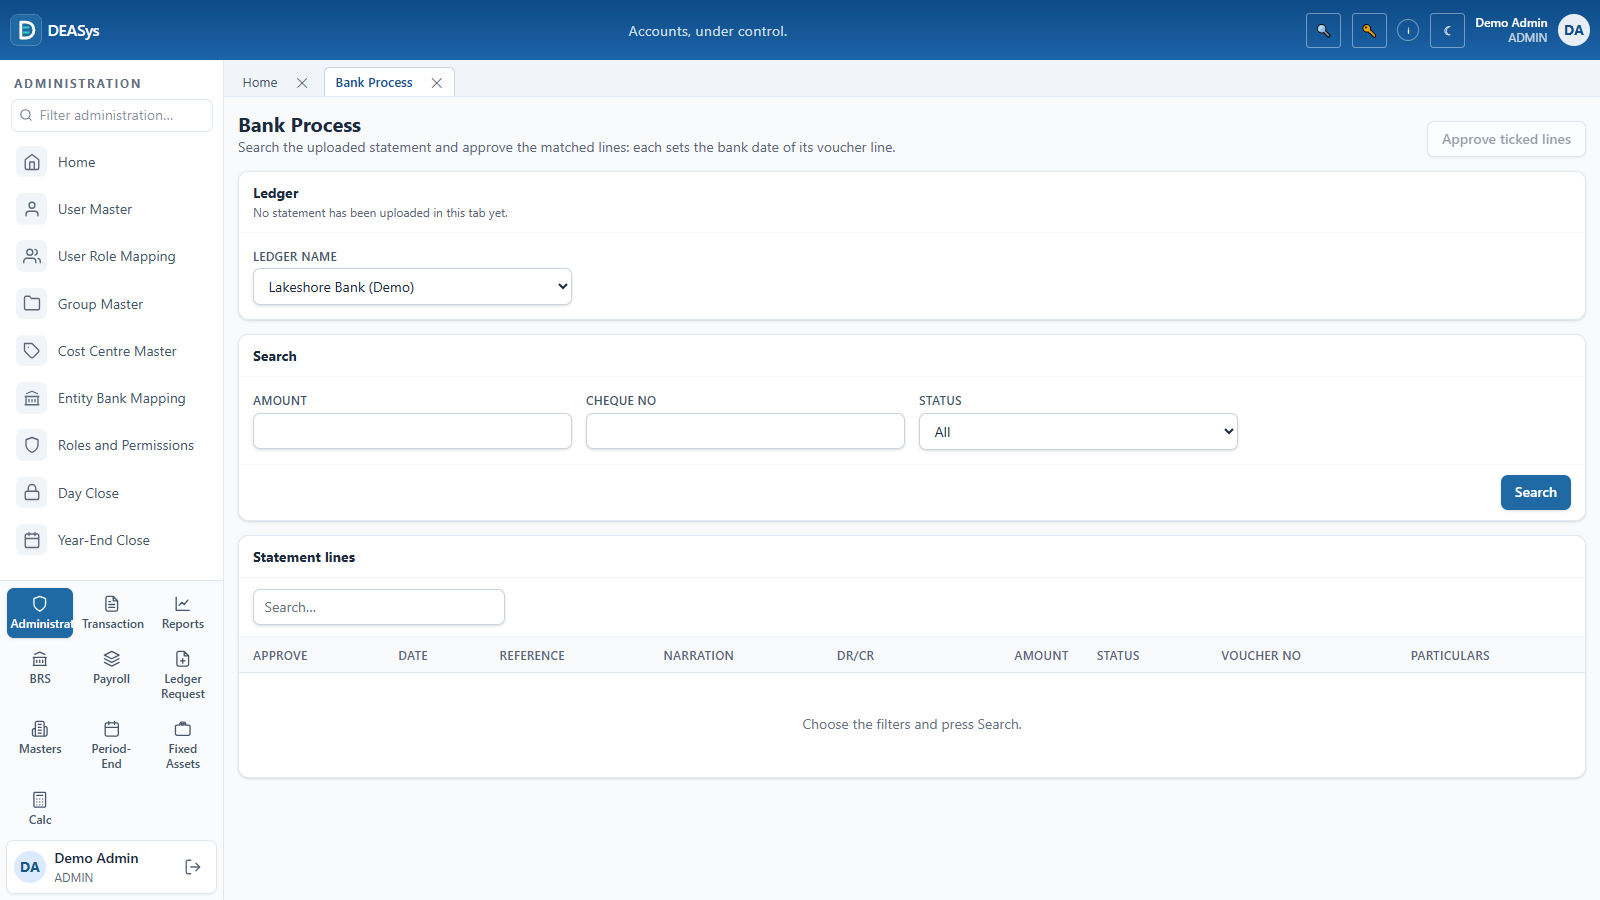 DEASys
Accounts, under control.
Demo Admin
ADMIN
DA
ADMINISTRATION
Filter administration...
Home
User Master
User Role Mapping
Group Master
Cost Centre Master
Entity Bank Mapping
Roles and Permissions
Day Close
Year-End Close
Administrat
Transaction
Reports
BRS
Payroll
Ledger
Request
Masters
Period-
End
Fixed
Assets
Calc
DA
Demo Admin
ADMIN
Home
Bank Process
Bank Process
Search the uploaded statement and approve the matched lines: each sets the bank date of its voucher line.
Approve ticked lines
Ledger
No statement has been uploaded in this tab yet.
LEDGER NAME
Lakeshore Bank (Demo)
Search
AMOUNT
CHEQUE NO
STATUS
All
Search
Statement lines
Search...
APPROVE DATE REFERENCE NARRATION DR/CR AMOUNT STATUS VOUCHER NO PARTICULARS
Choose the filters and press Search.